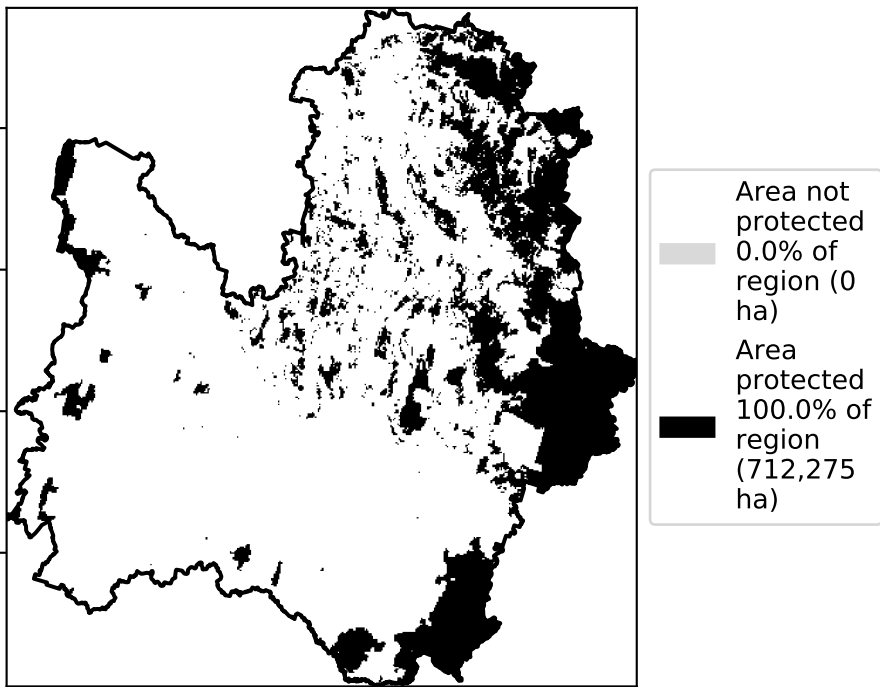 Area not
protected
0.0% of
region (0
ha)
Area
protected
100.0% of
region
(712,275
ha)